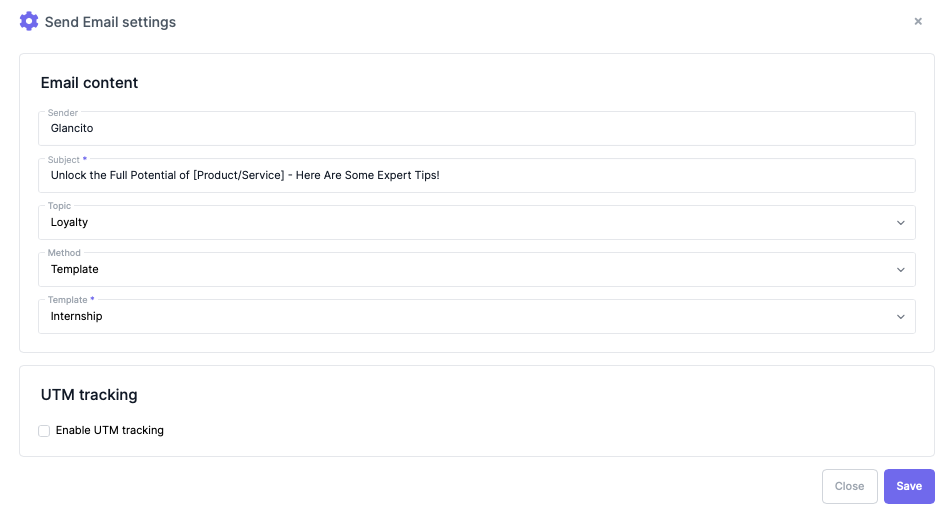 Send Email settings
×
Email content
Sender
Glancito
Subject *
Unlock the Full Potential of [Product/Service] - Here Are Some Expert Tips!
Topic
Loyalty
Method
Template
Template *
Internship
UTM tracking
Enable UTM tracking
Close Save